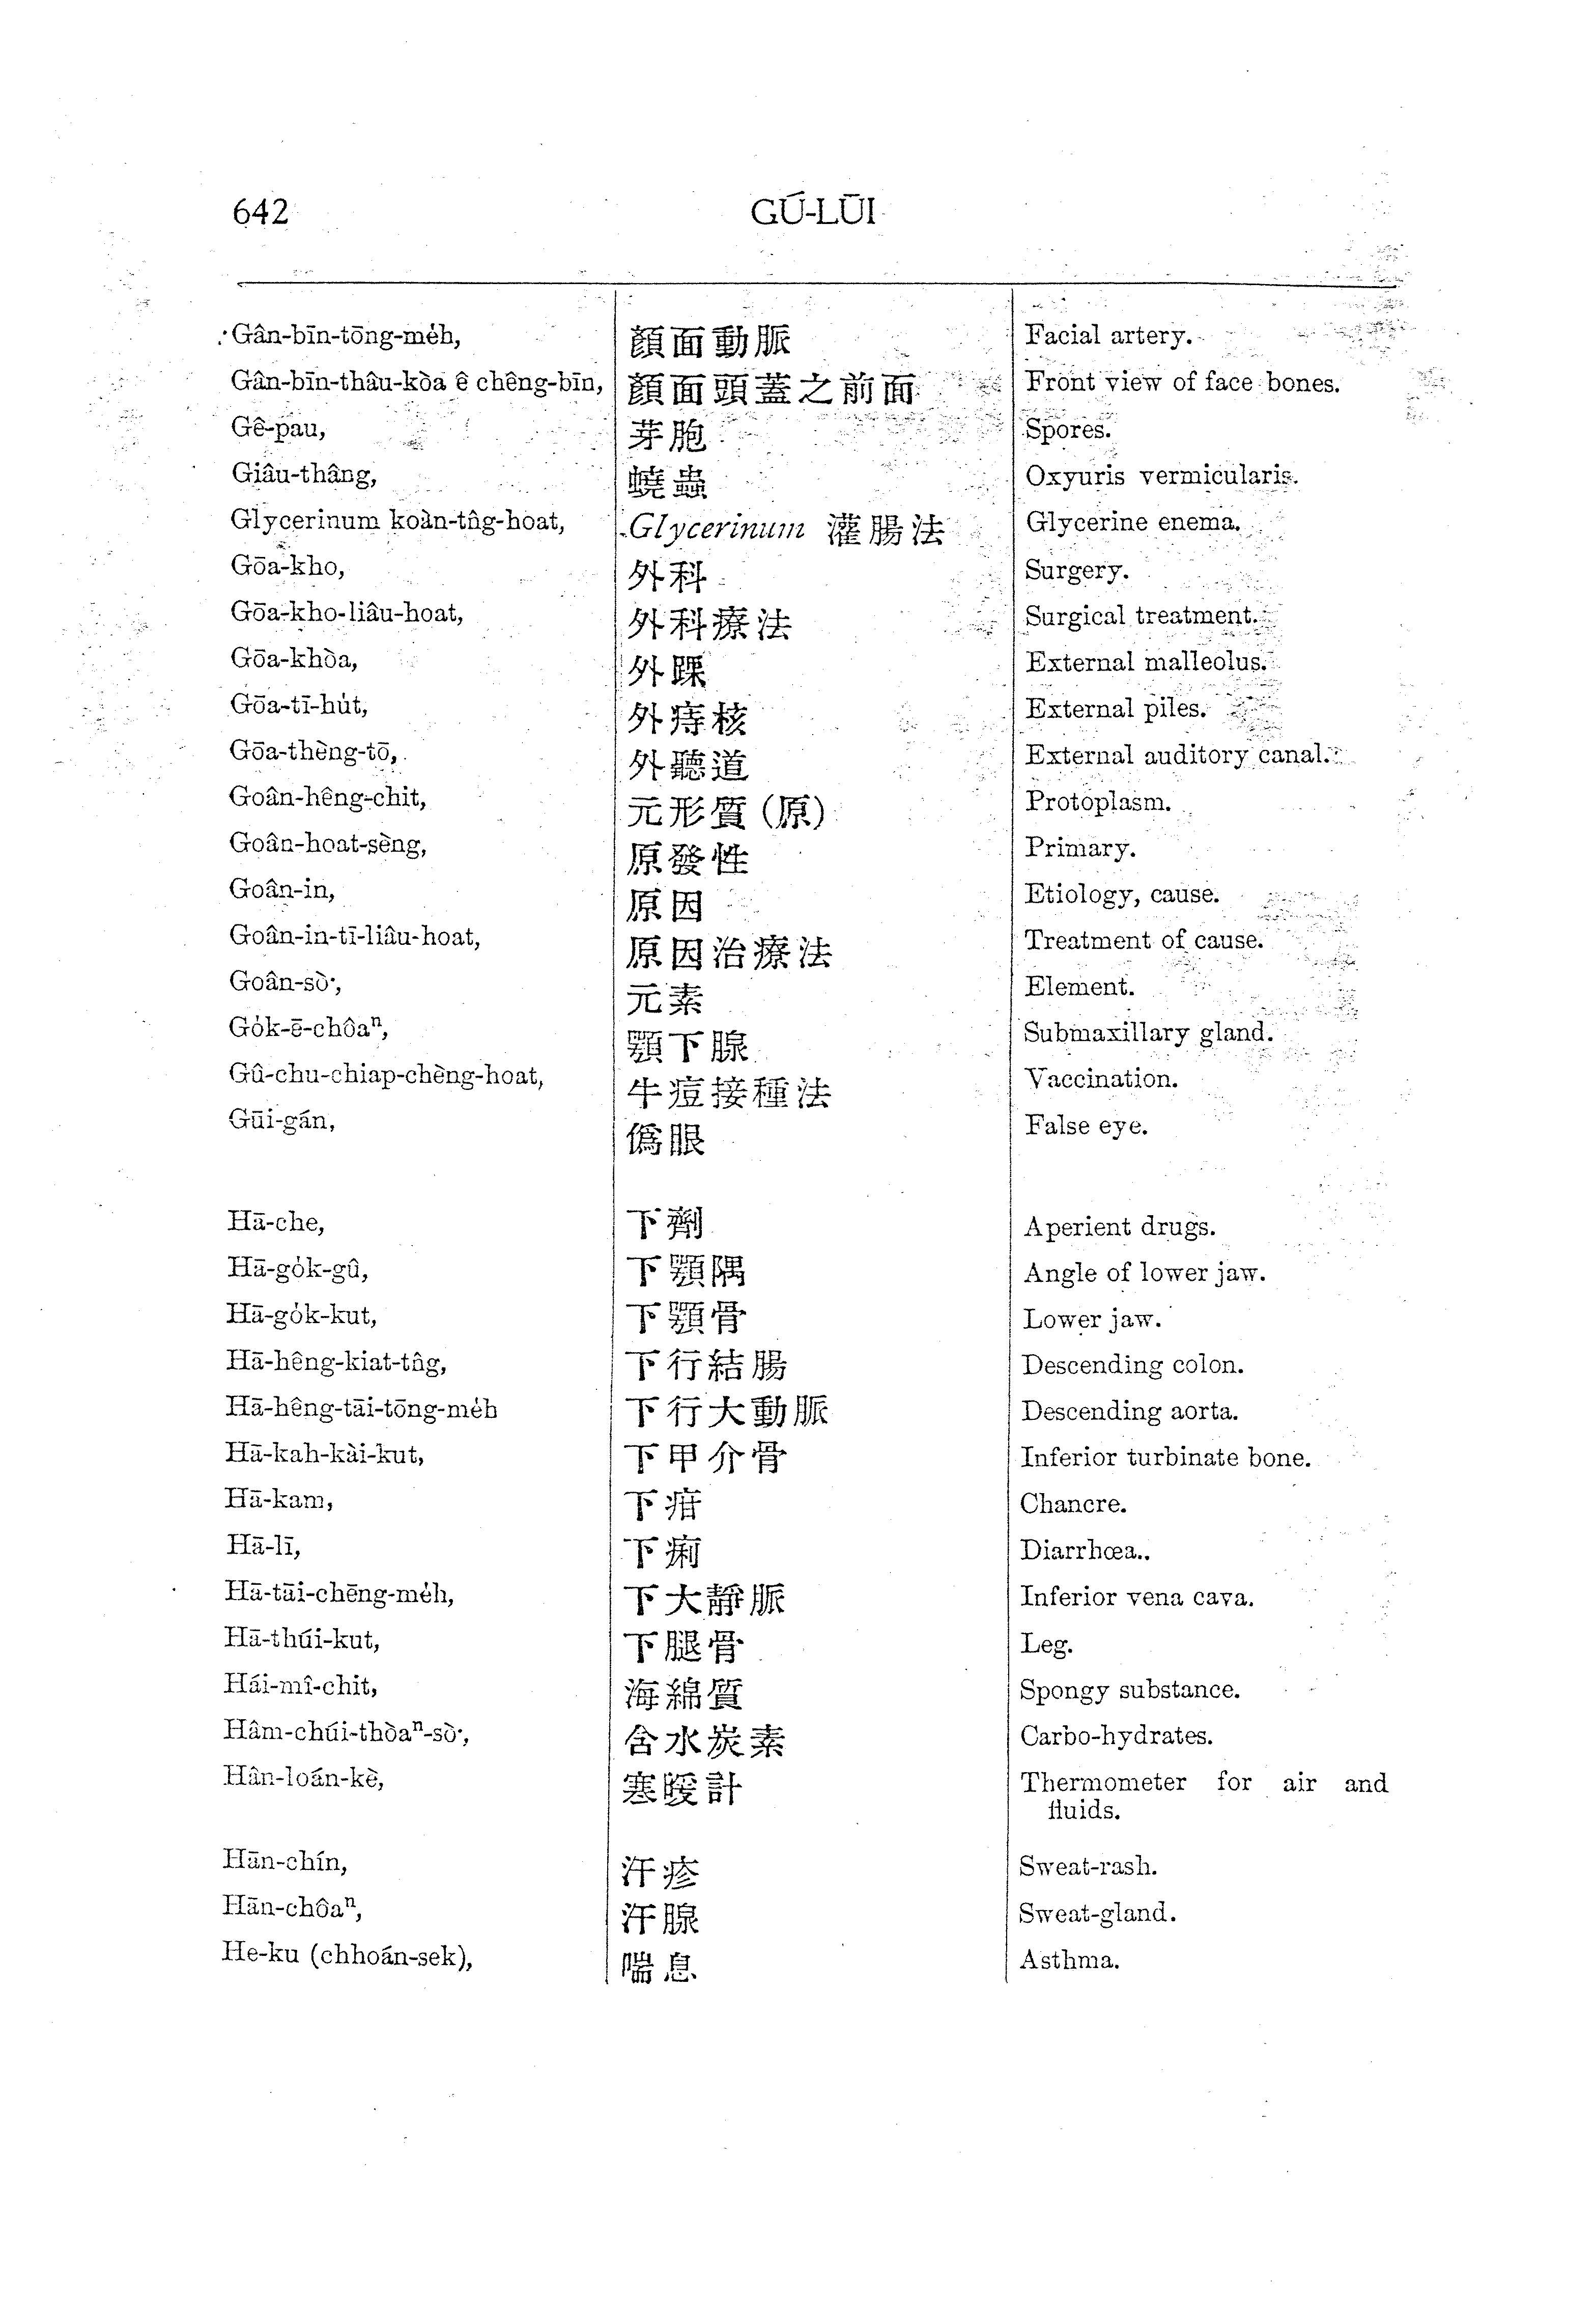 642 GÚ-LŪI
Gân-bīn-tōng-me̍h, 顏面動脈 Facial artery.
Gân-bīn-thâu-kòa ê chêng-bīn, 顏面頭蓋之前面 Front view of face bones.
Gê-pau, 芽胞 Spores.
Giâu-thâng, 蟯蟲 Oxyuris vermicularis.
Glycerinum koàn-tn̂g-hoat, Glycerinum 灌腸法 Glycerine enema.
Gōa-kho, 外科 Surgery.
Gōa-kho-liâu-hoat, 外科療法 Surgical treatment.
Gōa-khòa, 外踝 External malleolus.
Gōa-tī-hu̍t, 外痔核 External piles.
Gōa-thèng-tō, 外聽道 External auditory canal.
Goân-hêng-chit, 元形質(原) Protoplasm.
Goân-hoat-sèng, 原發性 Primary.
Goân-in, 原因 Etiology, cause.
Goân-in-tī-liâu-hoat, 原因治療法 Treatment of cause.
Goân-sò͘, 元素 Element.
Go̍k-ē-chôaⁿ, 顎下腺 Submaxillary gland.
Gû-chu-chiap-chèng-hoat, 牛痘接種法 Vaccination.
Gūi-gán, 僞眼 False eye.
Hā-che, 下劑 Aperient drugs.
Hā-go̍k-gû, 下顎隅 Angle of lower jaw.
Hā-go̍k-kut, 下顎骨 Lower jaw.
Hā-hêng-kiat-tn̂g, 下行結腸 Descending colon.
Hā-hêng-tāi-tōng-me̍h 下行大動脈 Descending aorta.
Hā-kah-kài-kut, 下甲介骨 Inferior turbinate bone.
Hā-kam, 下疳 Chancre.
Hā-lī, 下痢 Diarrhœa..
Hā-tāi-chēng-me̍h, 下大靜脈 Inferior vena cava.
Hā-thúi-kut, 下腿骨 Leg.
Hái-mî-chit, 海綿質 Spongy substance.
Hâm-chúi-thòaⁿ-sò͘, 含水炭素 Carbo-hydrates.
Hân-loán-kè, 寒暖計 Thermometer for air and
fluids.
Hān-chín, 汗疹 Sweat-rash.
Hān-chôaⁿ, 汗腺 Sweat-gland.
He-ku (chhoán-sek), 喘息 Asthma.